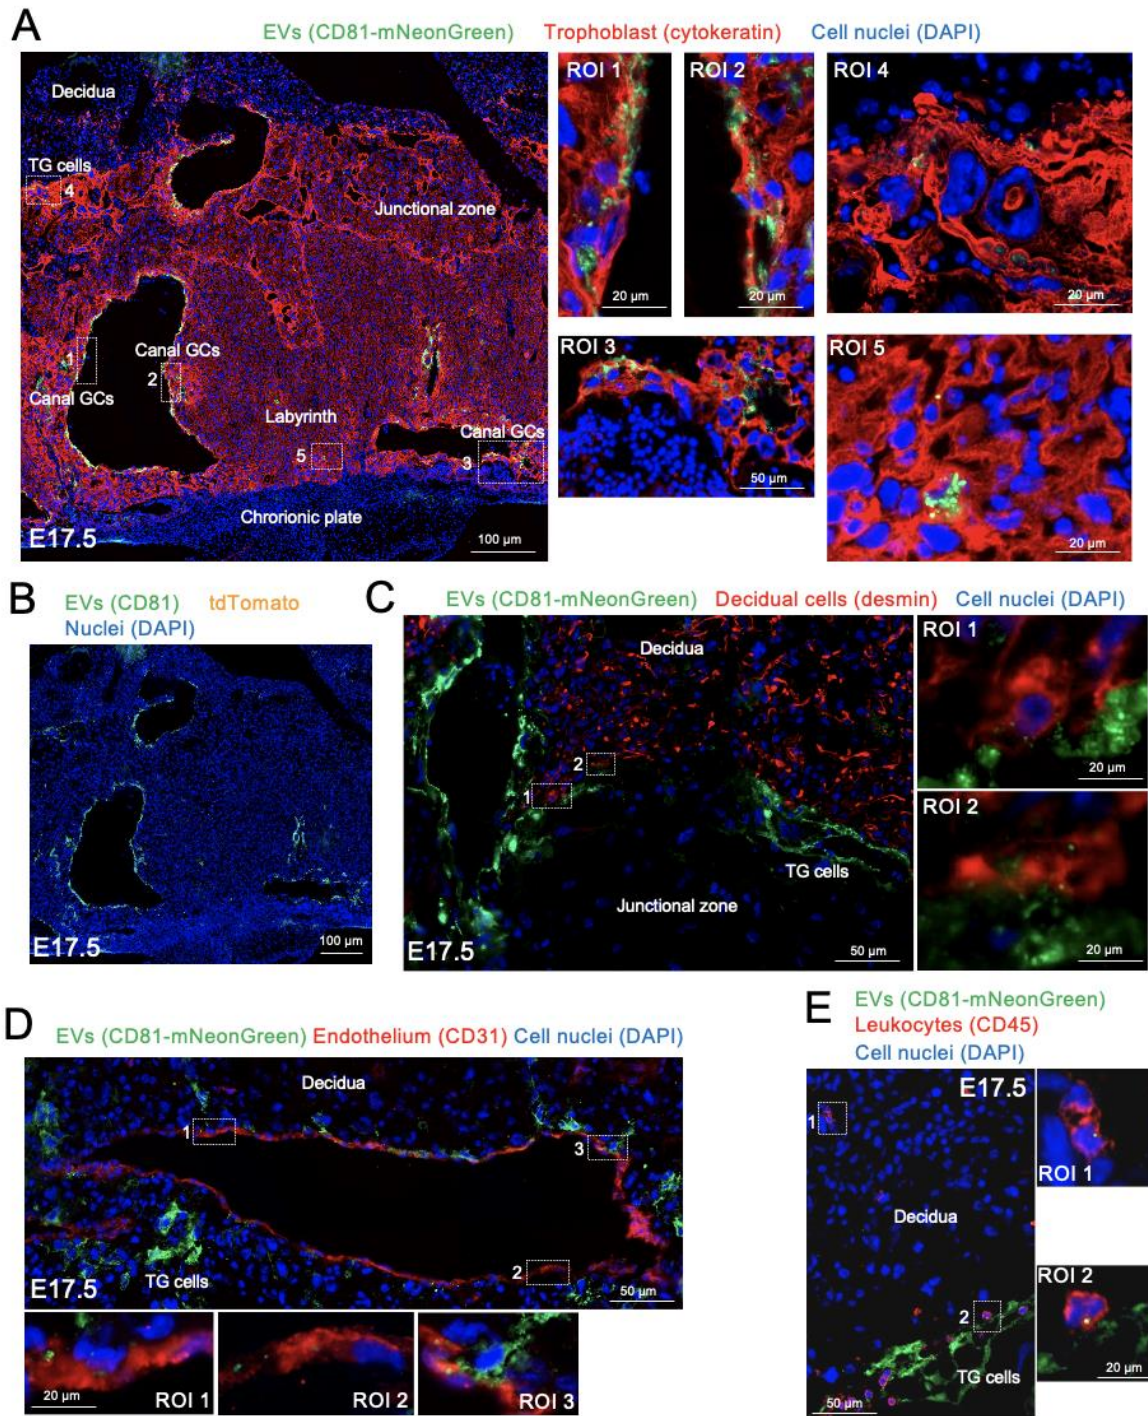 A
EVs (CD81-mNeonGreen) Trophoblast (cytokeratin) Cell nuclei (DAPI)
Decidua
TG cells
4
Junctional zone
1
Canal GCs
2
Canal GCs
Labyrinth
Canal GCs
5
3
Chrorionic plate
E17.5
100 µm
ROI 1
20 µm
ROI 2
20 µm
ROI 4
20 µm
ROI 3
50 µm
ROI 5
20 µm
B
EVs (CD81) tdTomato
Nuclei (DAPI)
E17.5
100 µm
C
EVs (CD81-mNeonGreen) Decidual cells (desmin) Cell nuclei (DAPI)
Decidua
2
1
TG cells
Junctional zone
E17.5
50 µm
ROI 1
20 µm
ROI 2
20 µm
D
EVs (CD81-mNeonGreen) Endothelium (CD31) Cell nuclei (DAPI)
Decidua
1
3
2
E17.5
TG cells
50 µm
20 µm
ROI 1
ROI 2
ROI 3
E
EVs (CD81-mNeonGreen)
Leukocytes (CD45)
Cell nuclei (DAPI)
E17.5
1
Decidua
2
TG cells
50 µm
ROI 1
ROI 2
20 µm